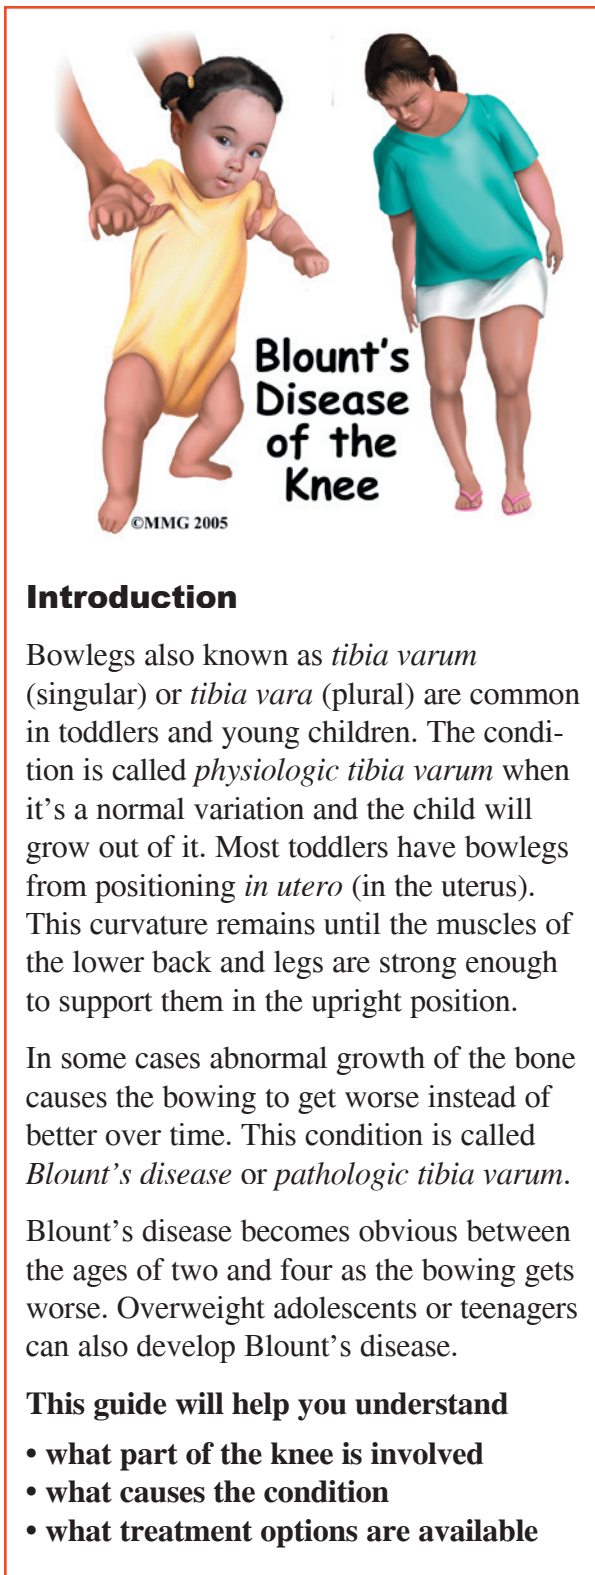 Blount's
Disease
of the
Knee
©MMG 2005
Introduction
Bowlegs also known as tibia varum
(singular) or tibia vara (plural) are common
in toddlers and young children. The condi-
tion is called physiologic tibia varum when
it's a normal variation and the child will
grow out of it. Most toddlers have bowlegs
from positioning in utero (in the uterus).
This curvature remains until the muscles of
the lower back and legs are strong enough
to support them in the upright position.
In some cases abnormal growth of the bone
causes the bowing to get worse instead of
better over time. This condition is called
Blount's disease or pathologic tibia varum.
Blount's disease becomes obvious between
the ages of two and four as the bowing gets
worse. Overweight adolescents or teenagers
can also develop Blount's disease.
This guide will help you understand
• what part of the knee is involved
• what causes the condition
• what treatment options are available